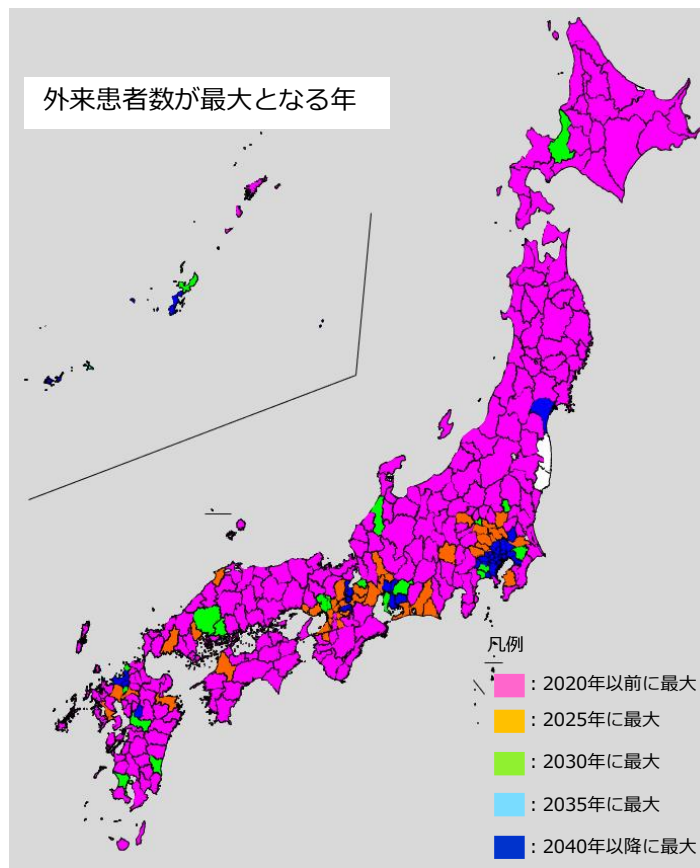 外来患者数が最大となる年
凡例
：2020年以前に最大
：2025年に最大
：2030年に最大
：2035年に最大
：2040年以降に最大